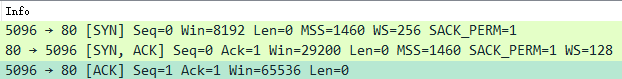 Info
5096 → 80 [SYN] Seq=0 Win=8192 Len=0 MSS=1460 WS=256 SACK_PERM=1
80 → 5096 [SYN, ACK] Seq=0 Ack=1 Win=29200 Len=0 MSS=1460 SACK_PERM=1 WS=128
5096 → 80 [ACK] Seq=1 Ack=1 Win=65536 Len=0